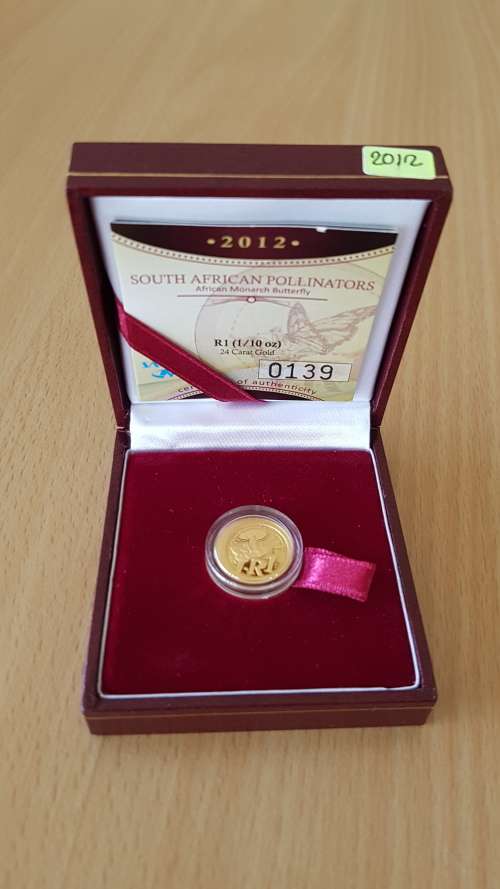 2012
•2012•
SOUTH AFRICAN POLLINATORS
African Monarch Butterfly
R1 (1/10 oz)
24 Carat Gold
0139
of authenticity
R1